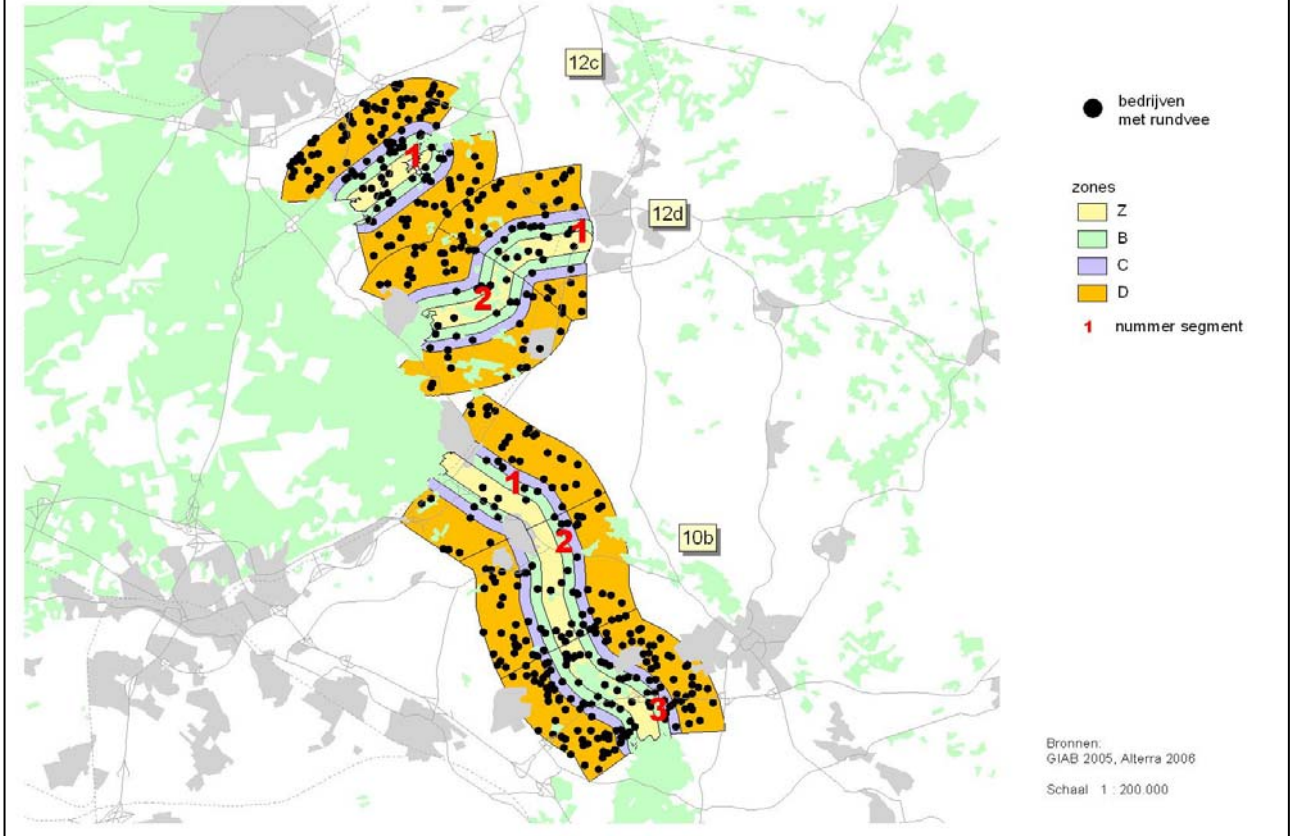 12c
bedrijven
met rundvee
1
zones
12d
Z
1
B
C
2
D
1 nummer segment
1
10b
2
3
Bronnen:
GIAB 2005, Alterra 2006
Schaal 1 : 200.000